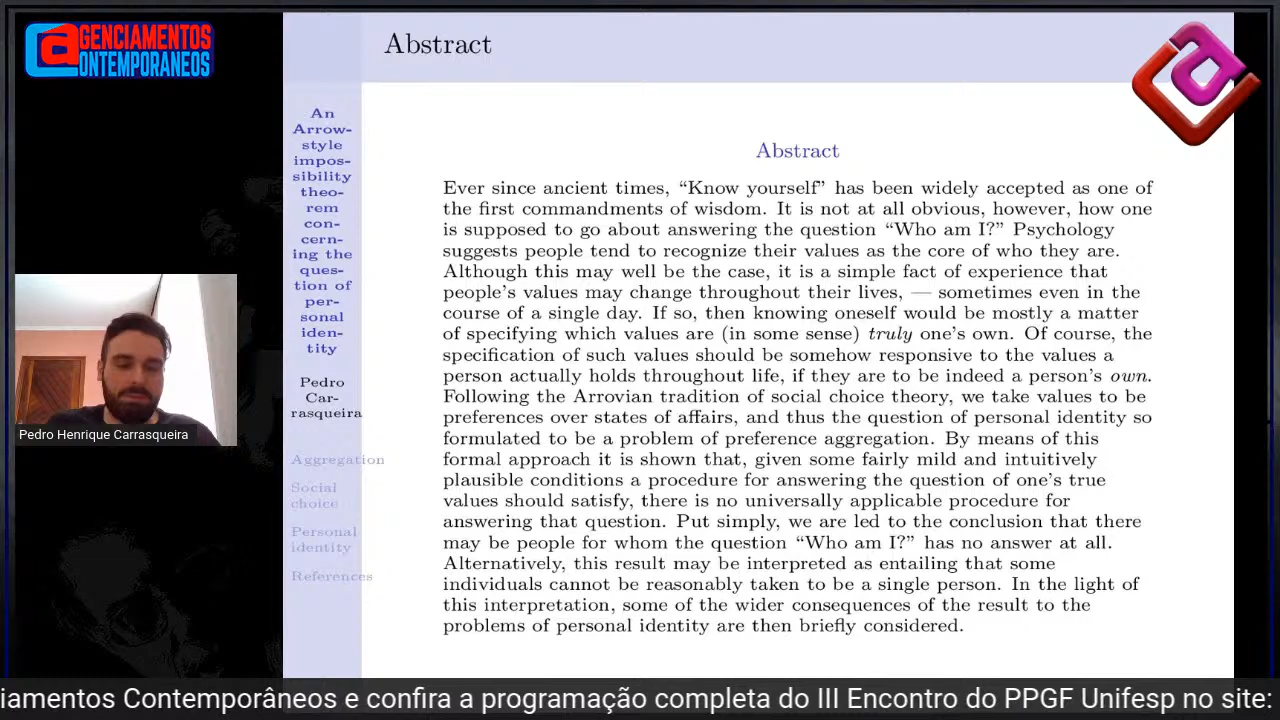 AGENCIAMENTOS
CONTEMPORANEOS
Abstract
An
Arrow-
style
impos-
sibility
theo-
rem
con-
cern-
ing the
ques-
tion of
per-
sonal
iden-
tity
Pedro
Car-
rasqueira
Aggregation
Social
choice
Personal
identity
References
Abstract
Ever since ancient times, “Know yourself” has been widely accepted as one of
the first commandments of wisdom. It is not at all obvious, however, how one
is supposed to go about answering the question “Who am I?” Psychology
suggests people tend to recognize their values as the core of who they are.
Although this may well be the case, it is a simple fact of experience that
people’s values may change throughout their lives, — sometimes even in the
course of a single day. If so, then knowing oneself would be mostly a matter
of specifying which values are (in some sense) truly one’s own. Of course, the
specification of such values should be somehow responsive to the values a
person actually holds throughout life, if they are to be indeed a person’s own.
Following the Arrovian tradition of social choice theory, we take values to be
preferences over states of affairs, and thus the question of personal identity so
formulated to be a problem of preference aggregation. By means of this
formal approach it is shown that, given some fairly mild and intuitively
plausible conditions a procedure for answering the question of one’s true
values should satisfy, there is no universally applicable procedure for
answering that question. Put simply, we are led to the conclusion that there
may be people for whom the question “Who am I?” has no answer at all.
Alternatively, this result may be interpreted as entailing that some
individuals cannot be reasonably taken to be a single person. In the light of
this interpretation, some of the wider consequences of the result to the
problems of personal identity are then briefly considered.
Pedro Henrique Carrasqueira
iamentos Contemporâneos e confira a programação completa do III Encontro do PPGF Unifesp no site: